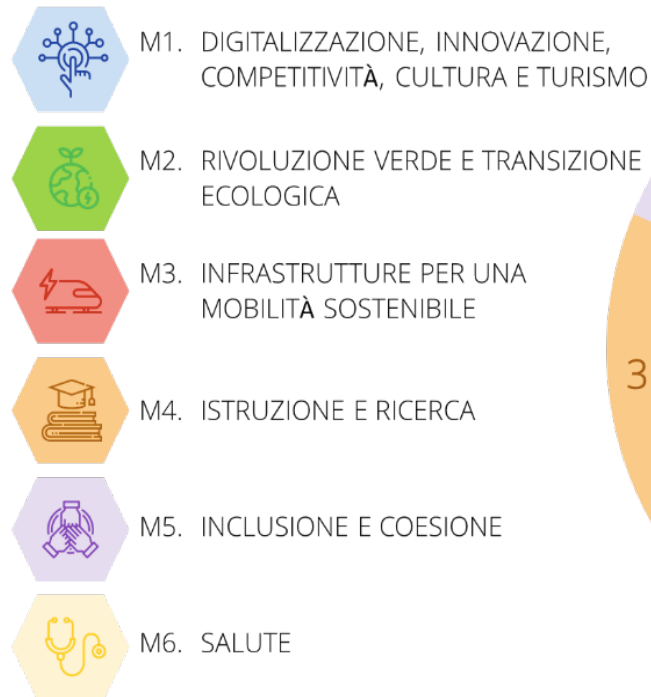 M1. DIGITALIZZAZIONE, INNOVAZIONE,
COMPETITIVITÀ, CULTURA E TURISMO
M2. RIVOLUZIONE VERDE E TRANSIZIONE
ECOLOGICA
M3. INFRASTRUTTURE PER UNA
MOBILITÀ SOSTENIBILE
3
M4. ISTRUZIONE E RICERCA
M5. INCLUSIONE E COESIONE
M6. SALUTE